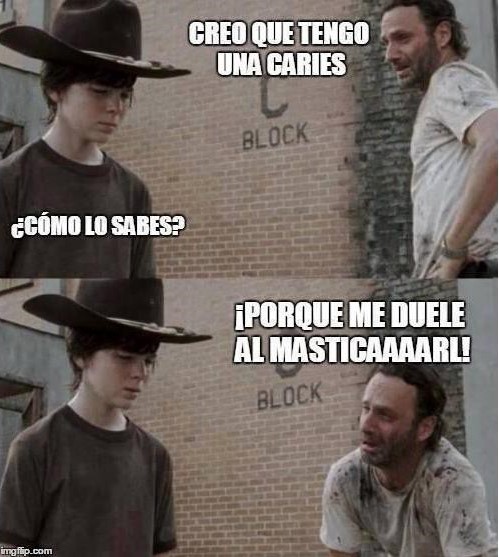 CREO QUE TENGO
UNA CARIES
C
BLOCK
¿CÓMO LO SABES?
¡PORQUE ME DUELE
AL MASTICAAAARL!
BLOCK
imgflip.com